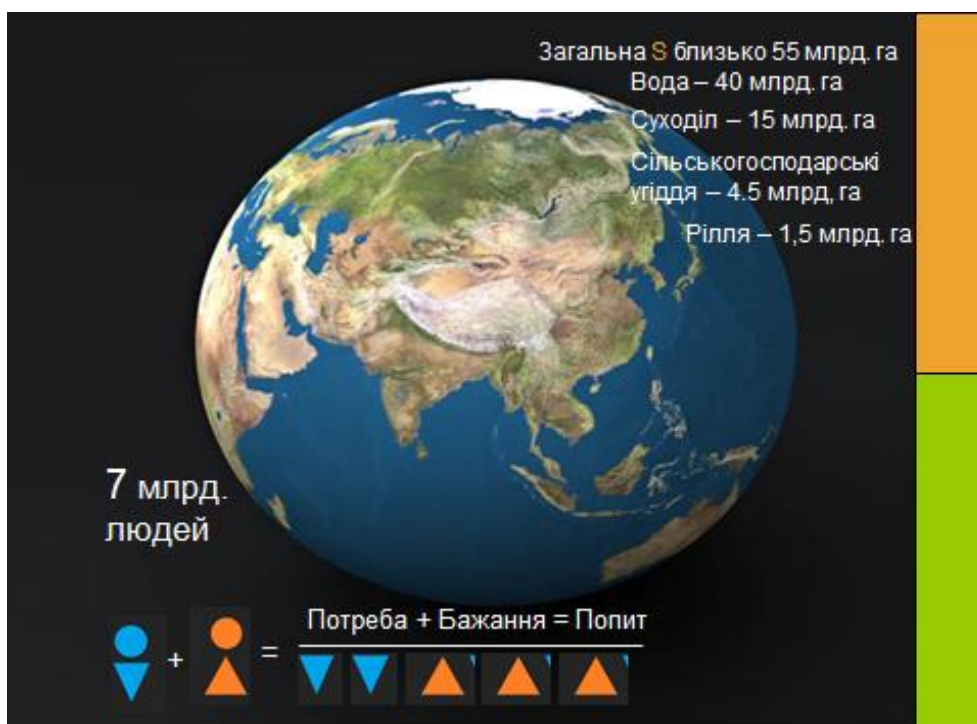 Загальна S близько 55 млрд. га
Вода – 40 млрд. га
Суходіл – 15 млрд. га
Сільськогосподарські
угіддя – 4.5 млрд, га
Рілля – 1,5 млрд. га
7 млрд.
людей
Потреба + Бажання = Попит
+ =